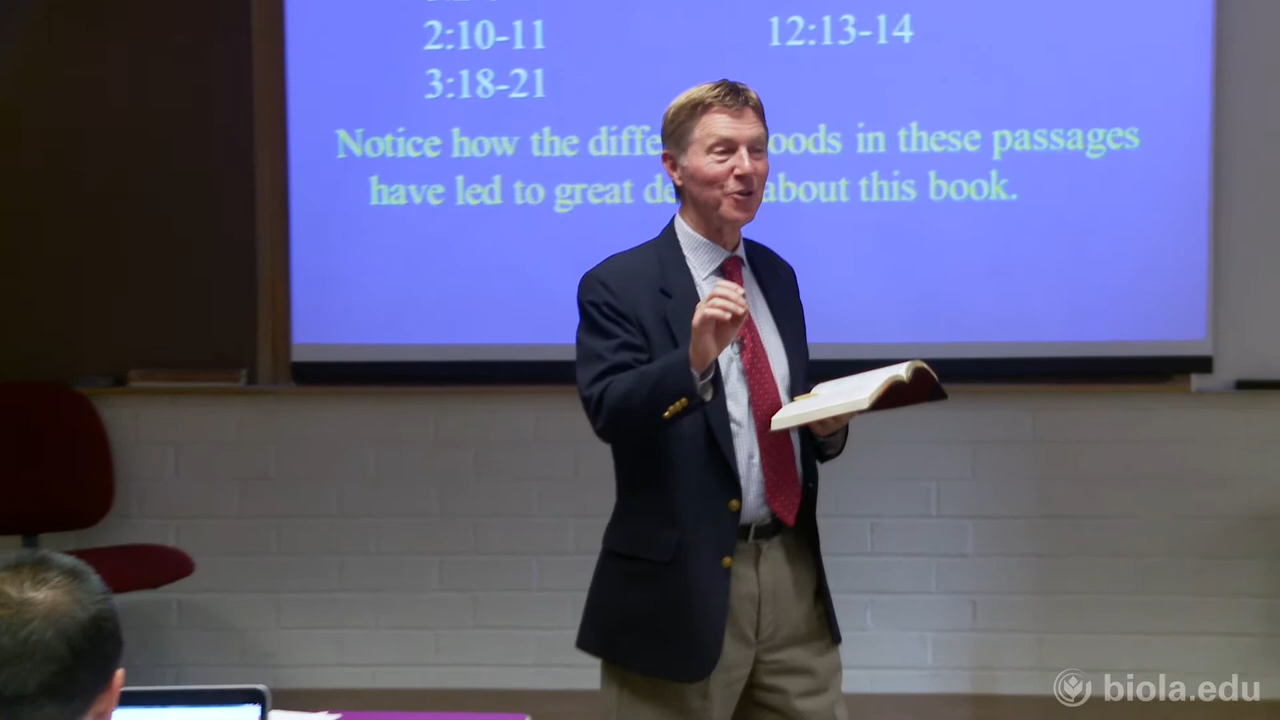 2:10-11 12:13-14
3:18-21
Notice how the diffe oods in these passages
have led to great de about this book.
biola.edu